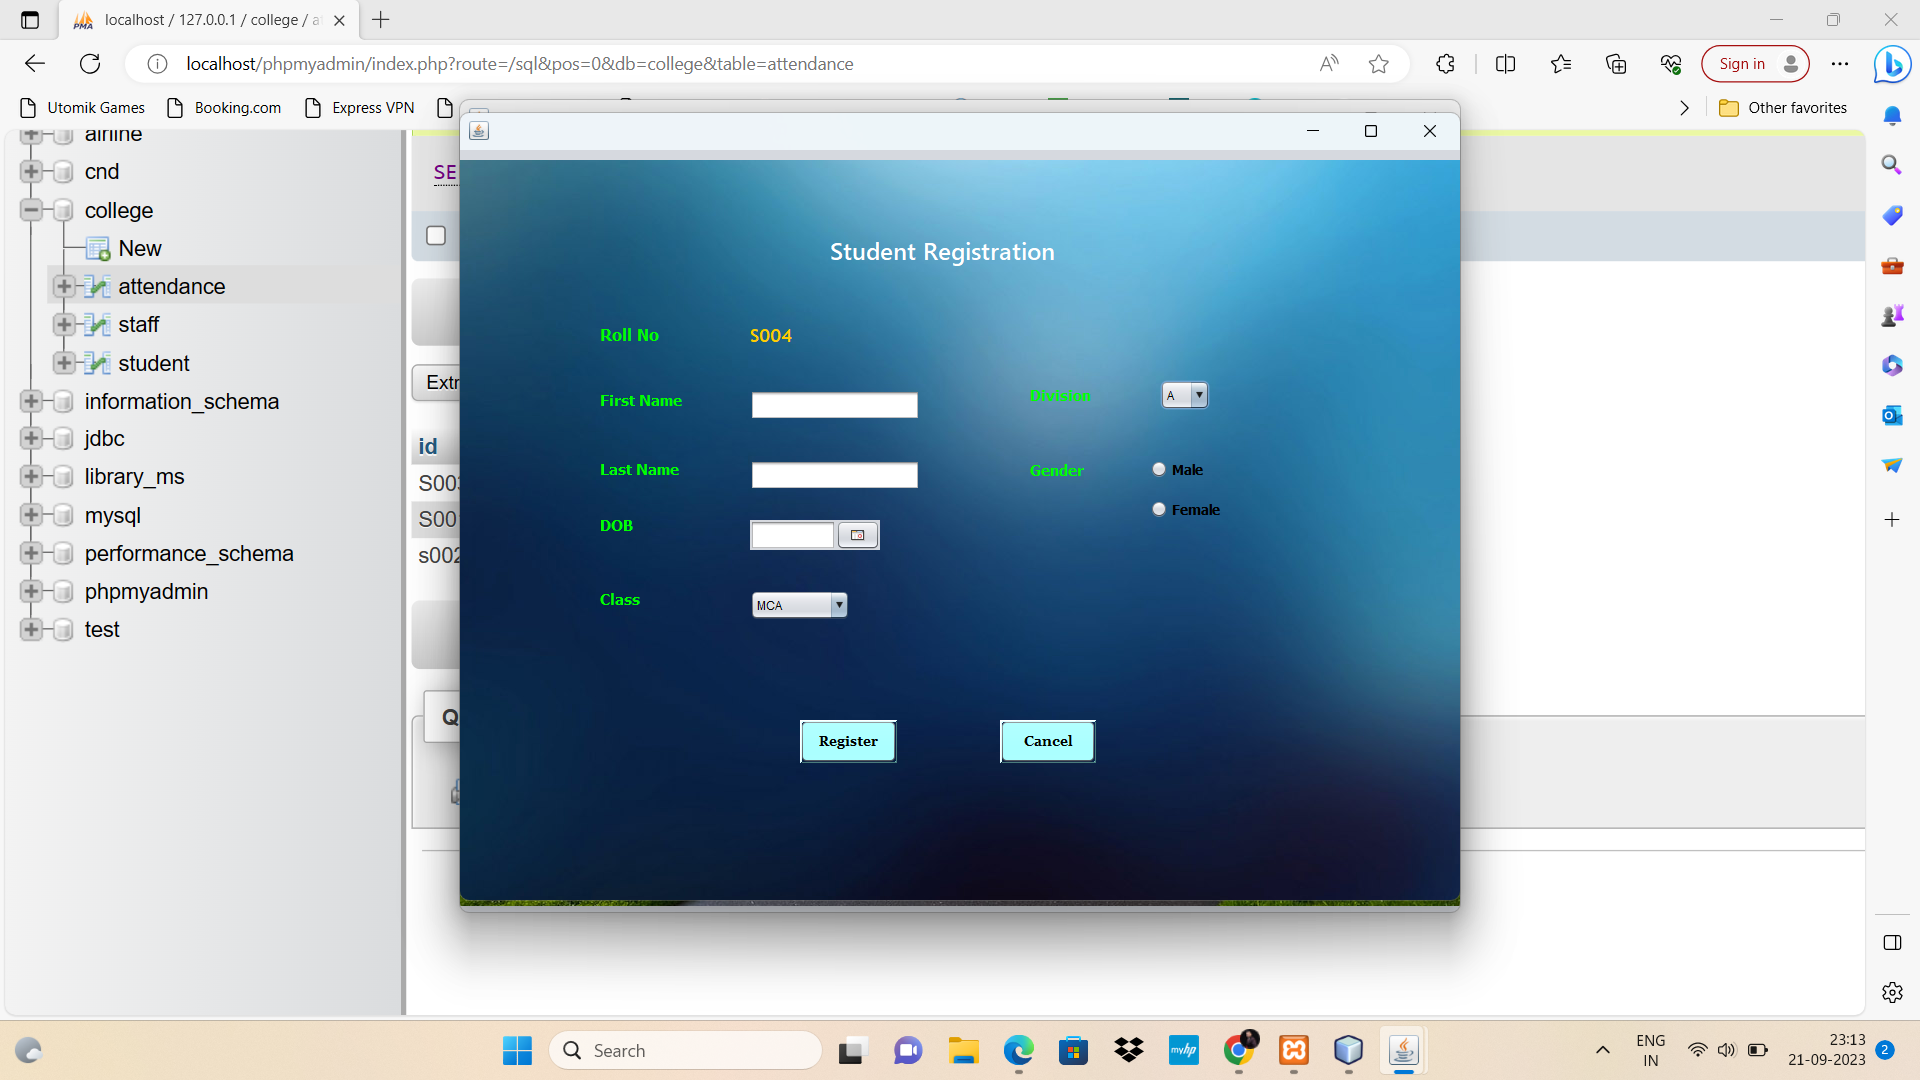 localhost / 127.0.0.1 / college / a
localhost/phpmyadmin/index.php?route=/sql&pos=0&db=college&table=attendance
Sign in
Utomik Games
Booking.com
Express VPN
Other favorites
airline
cnd
college
New
attendance
staff
student
information_schema
jdbc
library_ms
mysql
performance_schema
phpmyadmin
test
SE
Extr
id
S003
S00
s002
Q
Student Registration
Roll No S004
First Name
Division A
Last Name
Gender Male
Female
DOB
Class MCA
Register Cancel
Search
myhp
ENG
IN
23:13
21-09-2023
2